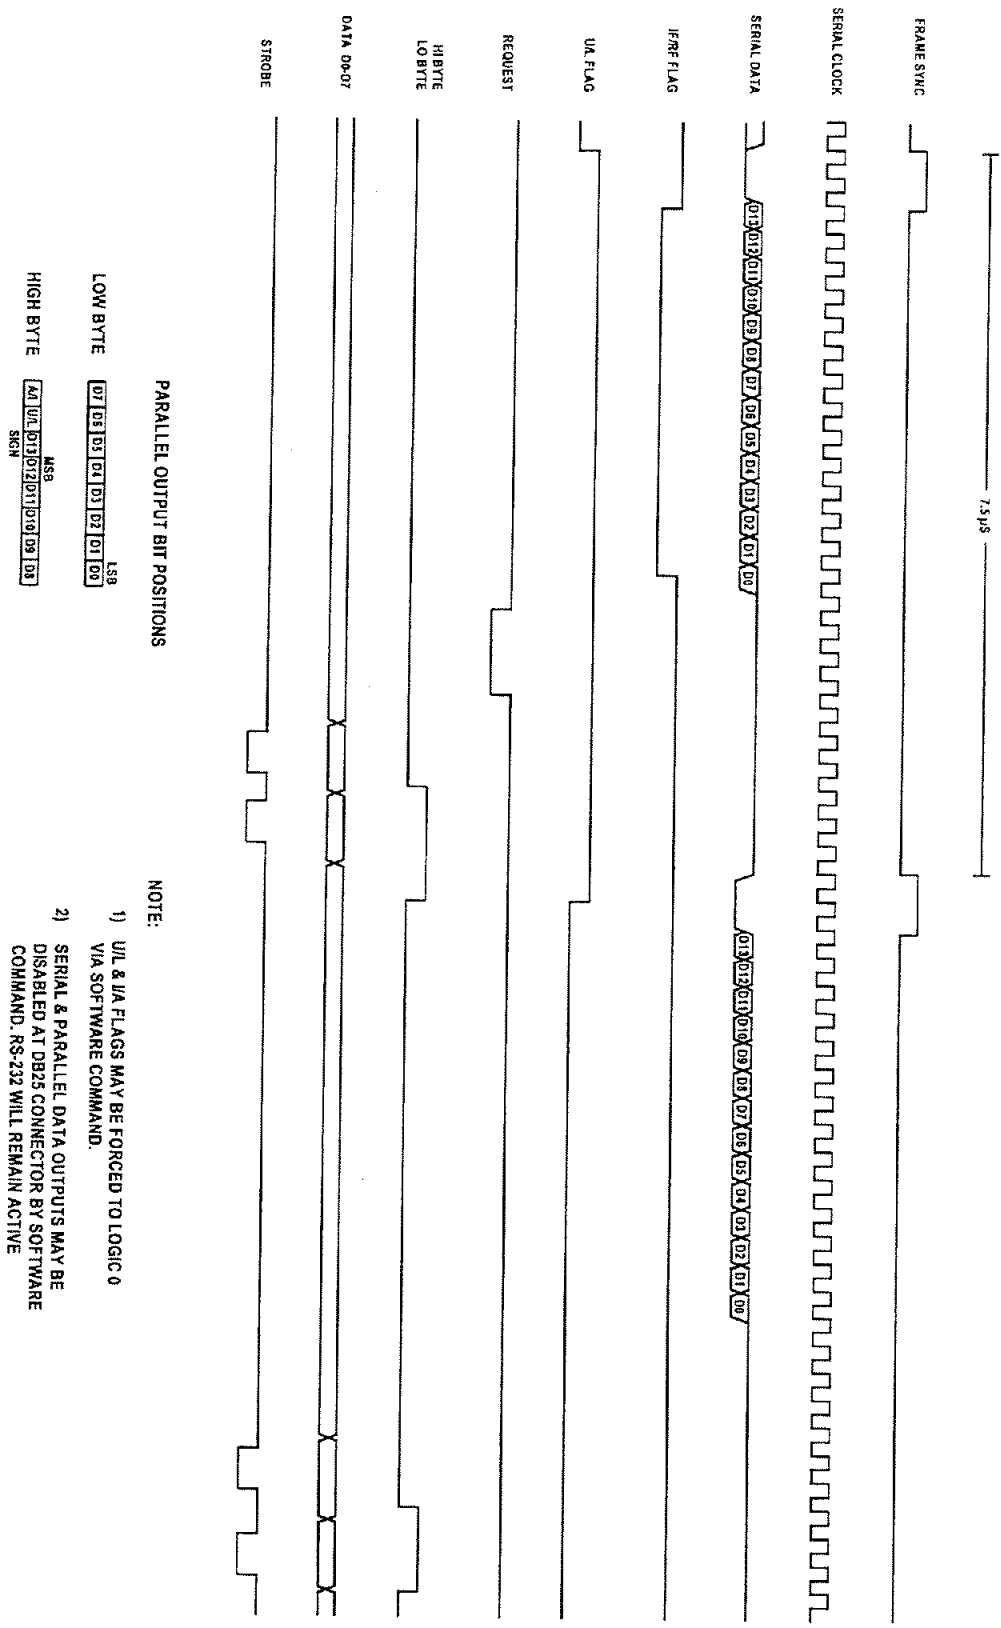 7.5 µS
FRAME SYNC
SERIAL CLOCK
SERIAL DATA
D13 D12 D11 D10 D9 D8 D7 D6 D5 D4 D3 D2 D1 D0
D13 D12 D11 D10 D9 D8 D7 D6 D5 D4 D3 D2 D1 D0
IF/RF FLAG
U/L FLAG
REQUEST
HI BYTE
LO BYTE
DATA D0-D7
STROBE
PARALLEL OUTPUT BIT POSITIONS
LSB
LOW BYTE D7 D6 D5 D4 D3 D2 D1 D0
MSB
HIGH BYTE A/I U/L D13 D12 D11 D10 D9 D8
SIGN
NOTE:
1) U/L & I/A FLAGS MAY BE FORCED TO LOGIC 0
VIA SOFTWARE COMMAND.
2) SERIAL & PARALLEL DATA OUTPUTS MAY BE
DISABLED AT DB25 CONNECTOR BY SOFTWARE
COMMAND. RS-232 WILL REMAIN ACTIVE